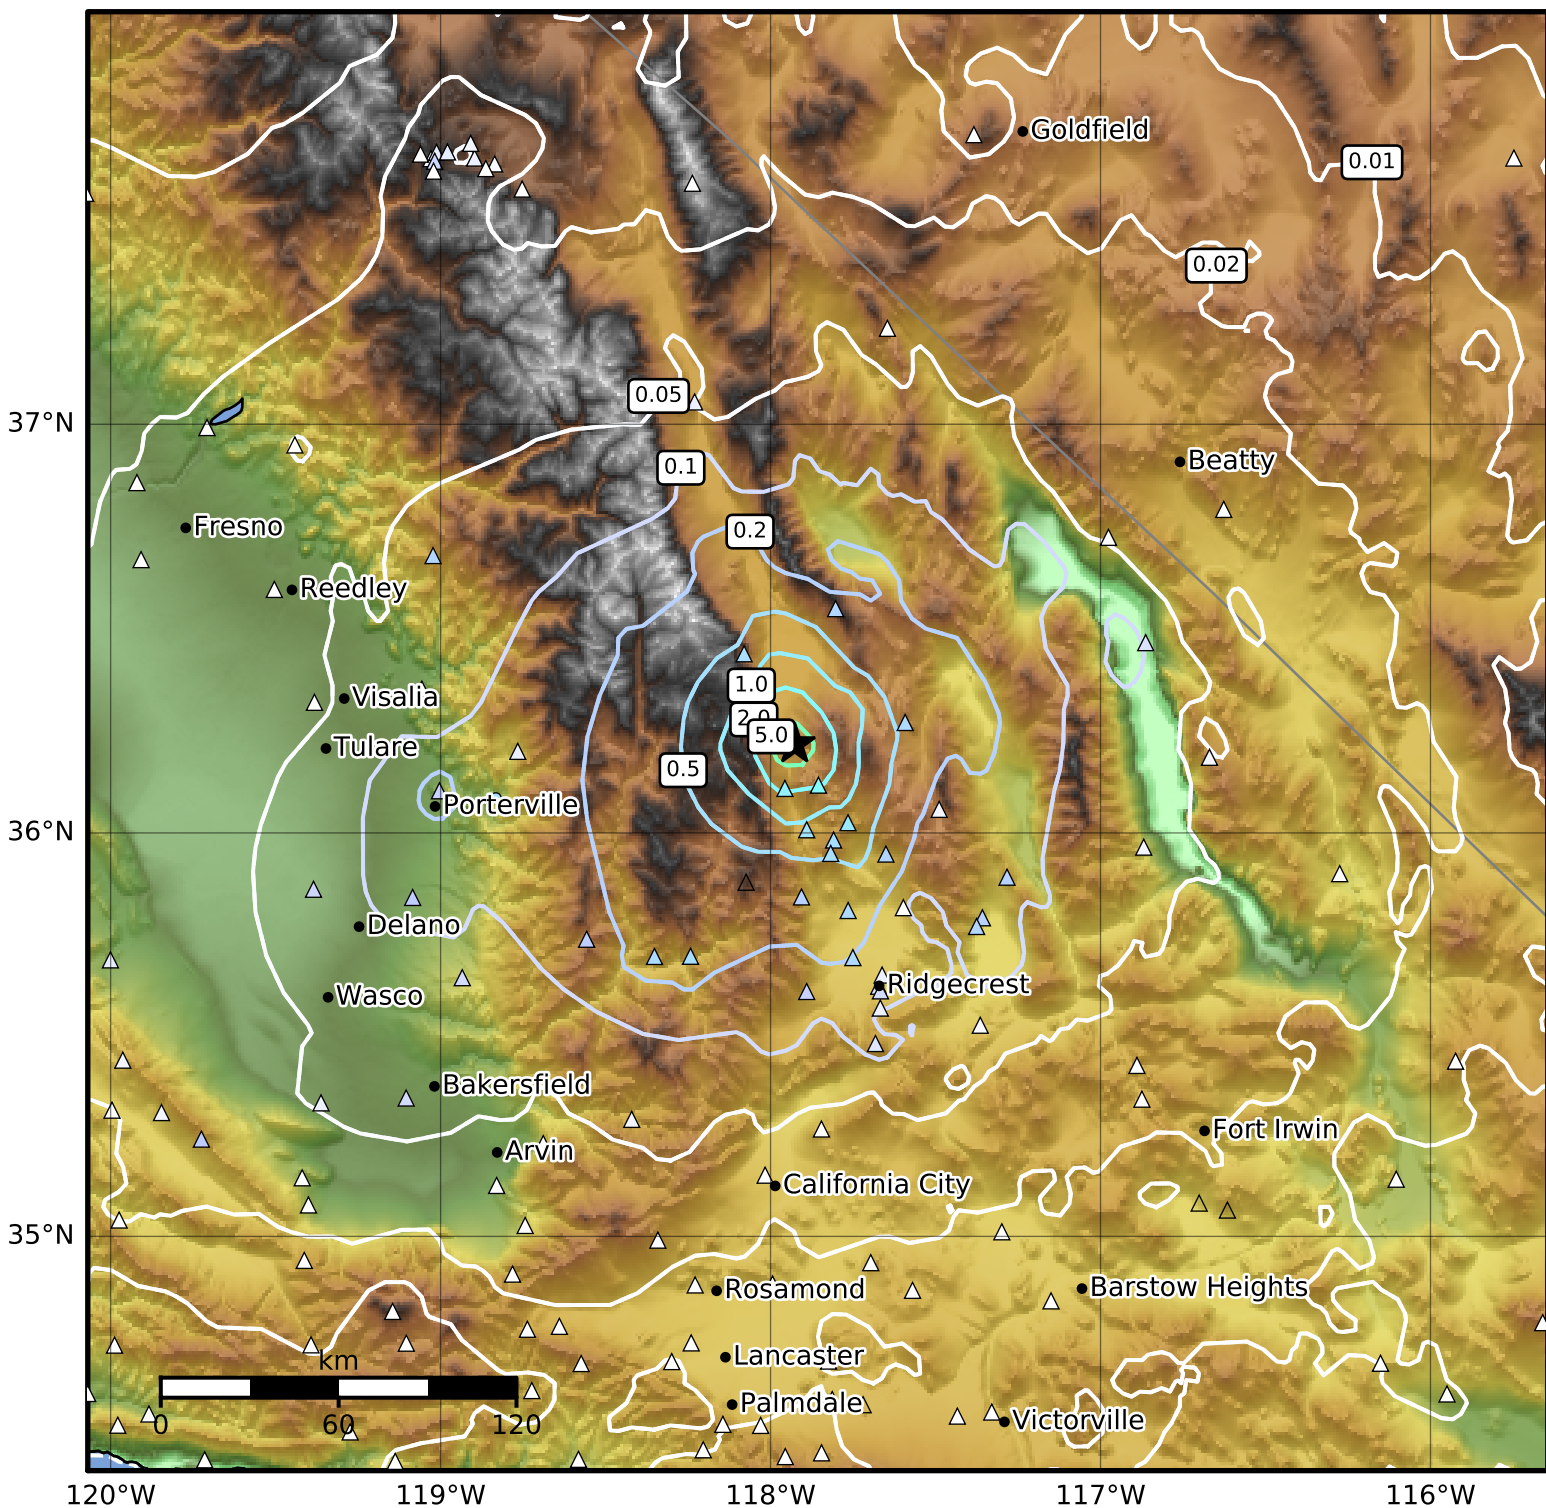 Goldfield
0.01
0.02
0.05
37°N
0.1
Beatty
Fresno
0.2
Reedley
1.0
Visalia
2.0
5.0
Tulare
0.5
Porterville
36°N
Delano
Ridgecrest
Wasco
Bakersfield
Fort Irwin
Arvin
California City
35°N
Rosamond
Barstow Heights
Lancaster
km
Palmdale
Victorville
0 60 120
120°W 119°W 118°W 117°W 116°W